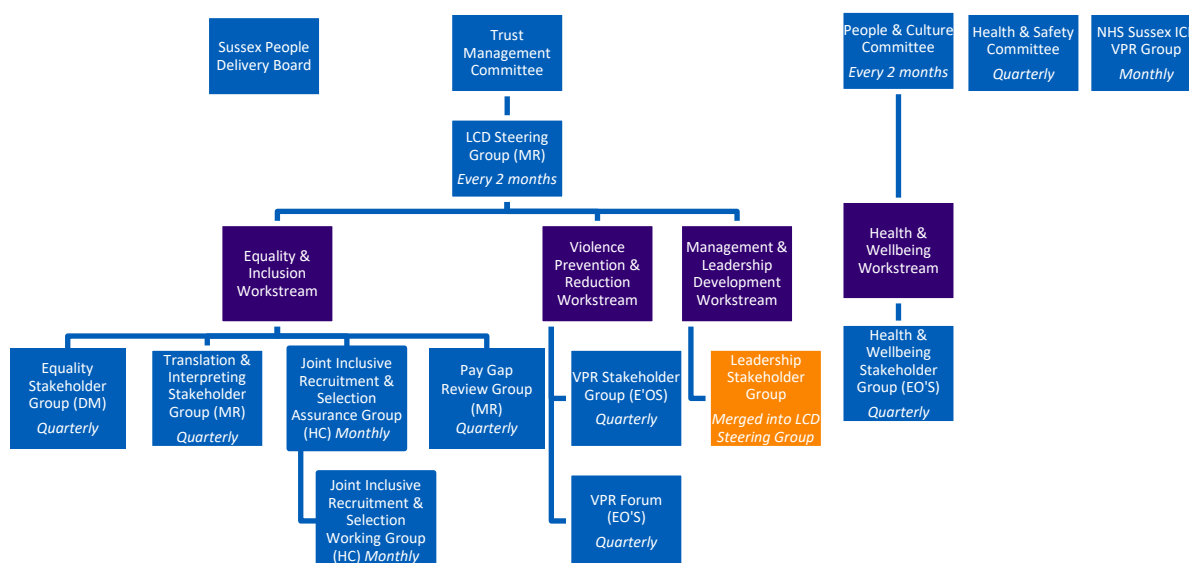 Sussex People
Delivery Board
Trust
Management
Committee
People & Culture
Committee
Every 2 months
Health & Safety
Committee
Quarterly
NHS Sussex
VPR Group
Monthly
LCD Steering
Group (MR)
Every 2 months
Equality &
Inclusion
Workstream
Violence
Prevention &
Reduction
Workstream
Management &
Leadership
Development
Workstream
Health &
Wellbeing
Workstream
Equality
Stakeholder
Group (DM)
Quarterly
Translation &
Interpreting
Stakeholder
Group (MR)
Quarterly
Joint Inclusive
Recruitment &
Selection
Assurance Group
(HC) Monthly
Pay Gap
Review Group
(MR)
Quarterly
VPR Stakeholder
Group (E'OS)
Quarterly
Leadership
Stakeholder
Group
Merged into LCD
Steering Group
Health &
Wellbeing
Stakeholder
Group (EO'S)
Quarterly
Joint Inclusive
Recruitment &
Selection
Working Group
(HC) Monthly
VPR Forum
(EO'S)
Quarterly